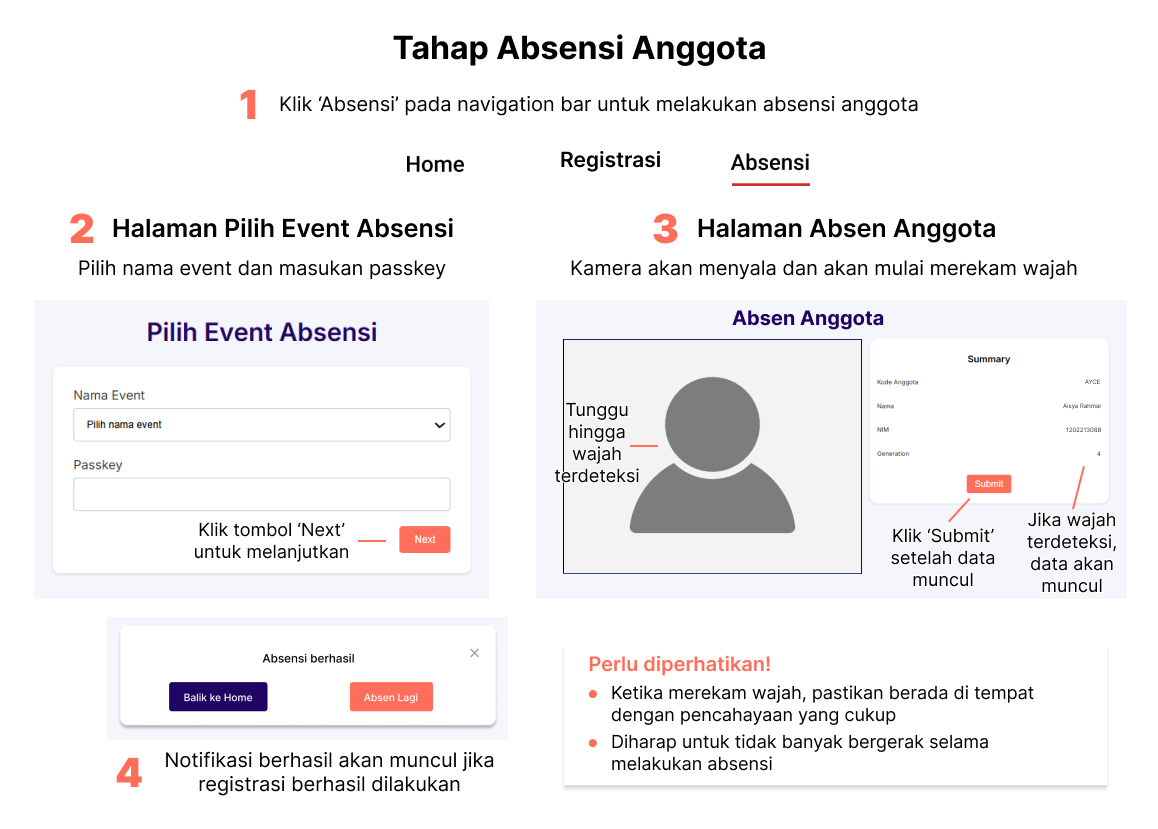 Tahap Absensi Anggota
1 Klik ‘Absensi’ pada navigation bar untuk melakukan absensi anggota
Home Registrasi Absensi
2 Halaman Pilih Event Absensi
Pilih nama event dan masukan passkey
Pilih Event Absensi
Nama Event
Pilih nama event
Passkey
Klik tombol ‘Next’
untuk melanjutkan
Next
3 Halaman Absen Anggota
Kamera akan menyala dan akan mulai merekam wajah
Absen Anggota
Tunggu
hingga
wajah
terdeteksi
Summary
Kode Anggota AYCE
Nama Aisya Rahmar
NIM 1202213088
Generation 4
Submit
Klik ‘Submit’
setelah data
muncul
Jika wajah
terdeteksi,
data akan
muncul
Absensi berhasil ×
Balik ke Home Absen Lagi
4 Notifikasi berhasil akan muncul jika
registrasi berhasil dilakukan
Perlu diperhatikan!
• Ketika merekam wajah, pastikan berada di tempat
dengan pencahayaan yang cukup
• Diharap untuk tidak banyak bergerak selama
melakukan absensi